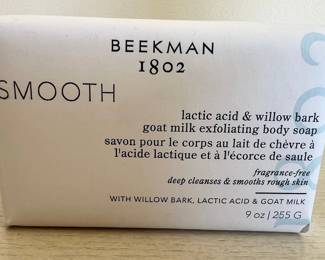 BEEKMAN
1802
SMOOTH
lactic acid & willow bark
goat milk exfoliating body soap
savon pour le corps au lait de chèvre à
l'acide lactique et à l'écorce de saule
fragrance-free
deep cleanses & smooths rough skin
WITH WILLOW BARK, LACTIC ACID & GOAT MILK
9 oz | 255 G